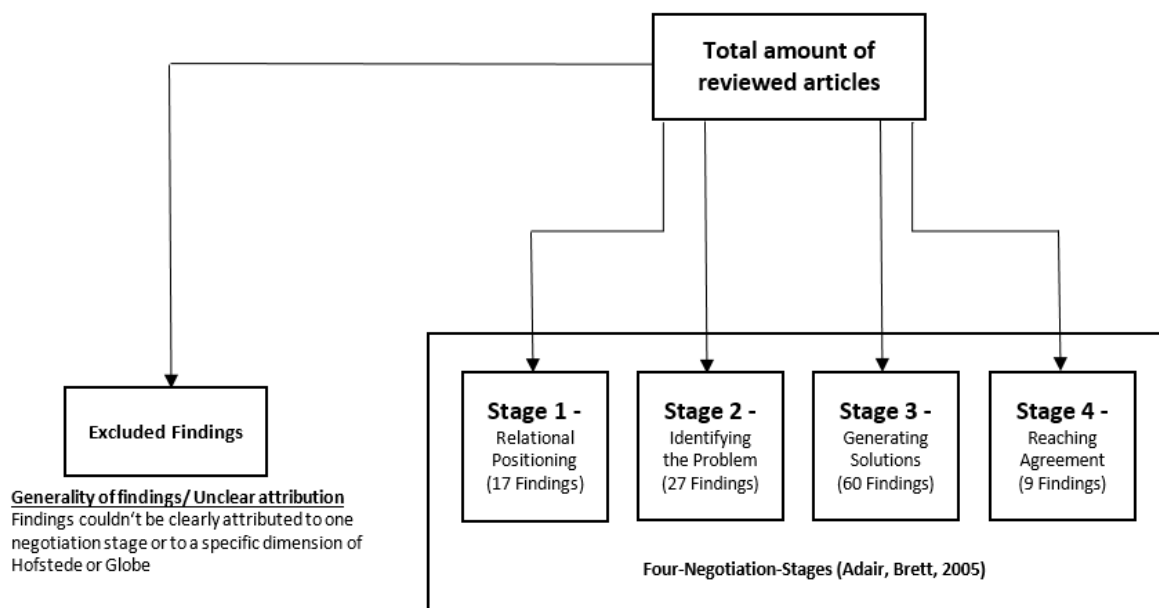 Total amount of
reviewed articles
Excluded Findings
Generality of findings/ Unclear attribution
Findings couldn‘t be clearly attributed to one
negotiation stage or to a specific dimension of
Hofstede or Globe
Stage 1 -
Relational
Positioning
(17 Findings)
Stage 2 -
Identifying
the Problem
(27 Findings)
Stage 3 -
Generating
Solutions
(60 Findings)
Stage 4 -
Reaching
Agreement
(9 Findings)
Four-Negotiation-Stages (Adair, Brett, 2005)